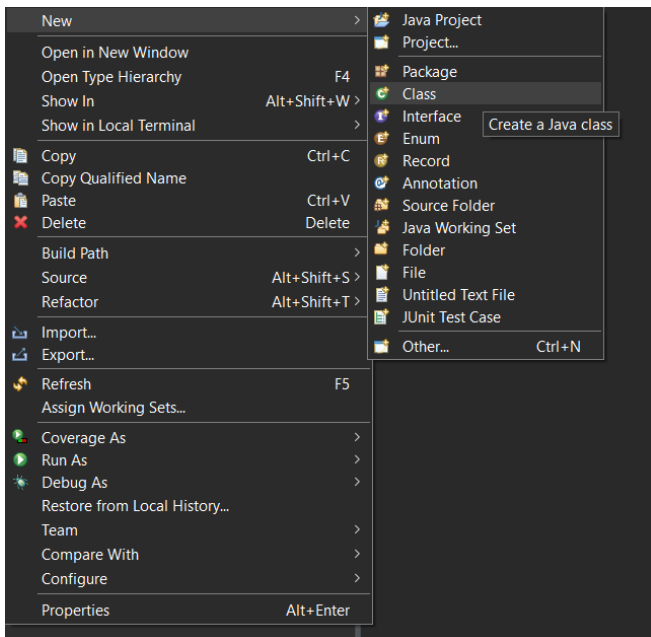 New
Open in New Window
Open Type Hierarchy F4
Show In Alt+Shift+W
Show in Local Terminal
Copy Ctrl+C
Copy Qualified Name
Paste Ctrl+V
Delete Delete
Build Path
Source Alt+Shift+S
Refactor Alt+Shift+T
Import...
Export...
Refresh F5
Assign Working Sets...
Coverage As
Run As
Debug As
Restore from Local History...
Team
Compare With
Configure
Properties Alt+Enter
Java Project
Project...
Package
Class
Interface
Create a Java class
Enum
Record
Annotation
Source Folder
Java Working Set
Folder
File
Untitled Text File
JUnit Test Case
Other... Ctrl+N